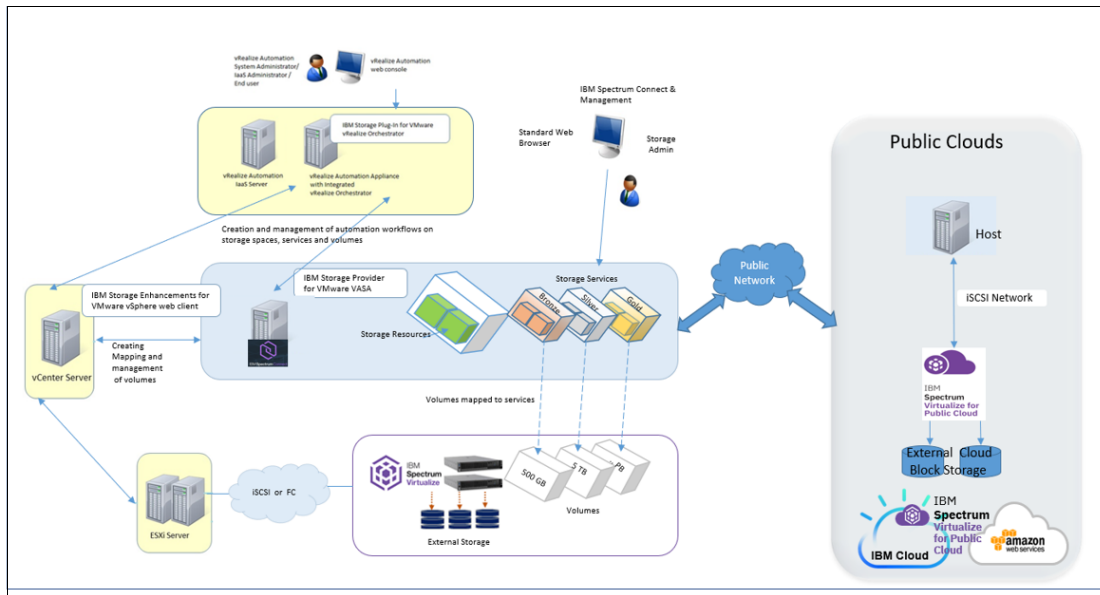 vRealize Automation
System Administrator/
IaaS Administrator /
End user
vRealize Automation
web console
IBM Storage Plug-In for VMware
vRealize Orchestrator
vRealize Automation
IaaS Server
vRealize Automation Appliance
with Integrated
vRealize Orchestrator
IBM Spectrum Connect &
Management
Standard Web
Browser
Storage
Admin
Creation and management of automation workflows on
storage spaces, services and volumes
IBM Storage Enhancements for
VMware vSphere web client
vCenter Server
Creating
Mapping and
management
of volumes
IBM Storage Provider
for VMware VASA
Storage Services
Bronze
Silver
Gold
Storage Resources
Public
Network
Volumes mapped to services
ESXi Server
iSCSI or FC
IBM
Spectrum
Virtualize
External Storage
500 GB
5 TB
PB
Volumes
Public Clouds
Host
iSCSI Network
IBM
Spectrum
Virtualize for
Public Cloud
External Cloud
Block Storage
IBM
Spectrum
Virtualize
for Public
Cloud
IBM Cloud
amazon
web services